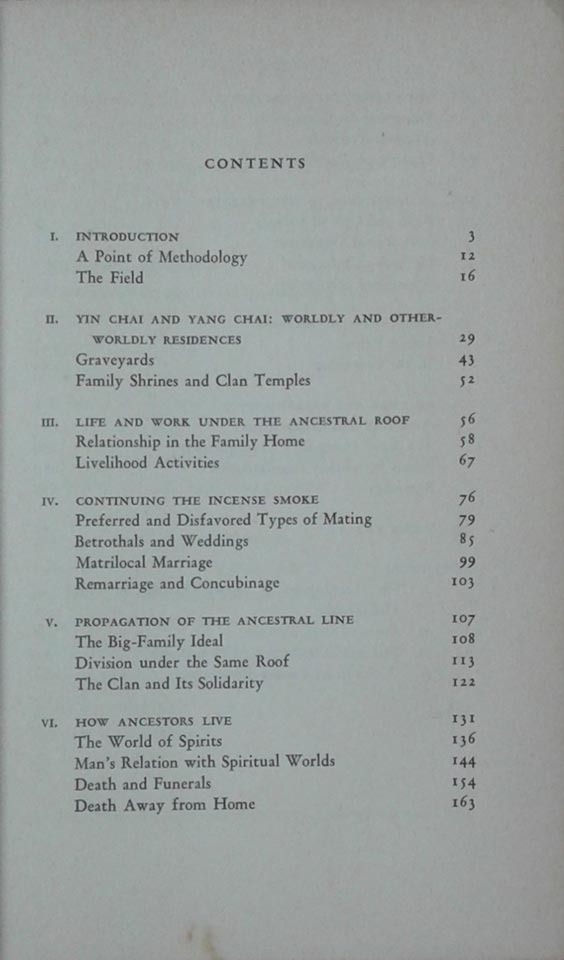 CONTENTS
I. INTRODUCTION 3
A Point of Methodology 12
The Field 16
II. YIN CHAI AND YANG CHAI: WORLDLY AND OTHER-
WORLDLY RESIDENCES 29
Graveyards 43
Family Shrines and Clan Temples 52
III. LIFE AND WORK UNDER THE ANCESTRAL ROOF 56
Relationship in the Family Home 58
Livelihood Activities 67
IV. CONTINUING THE INCENSE SMOKE 76
Preferred and Disfavored Types of Mating 79
Betrothals and Weddings 85
Matrilocal Marriage 99
Remarriage and Concubinage 103
V. PROPAGATION OF THE ANCESTRAL LINE 107
The Big-Family Ideal 108
Division under the Same Roof 113
The Clan and Its Solidarity 122
VI. HOW ANCESTORS LIVE 131
The World of Spirits 136
Man's Relation with Spiritual Worlds 144
Death and Funerals 154
Death Away from Home 163